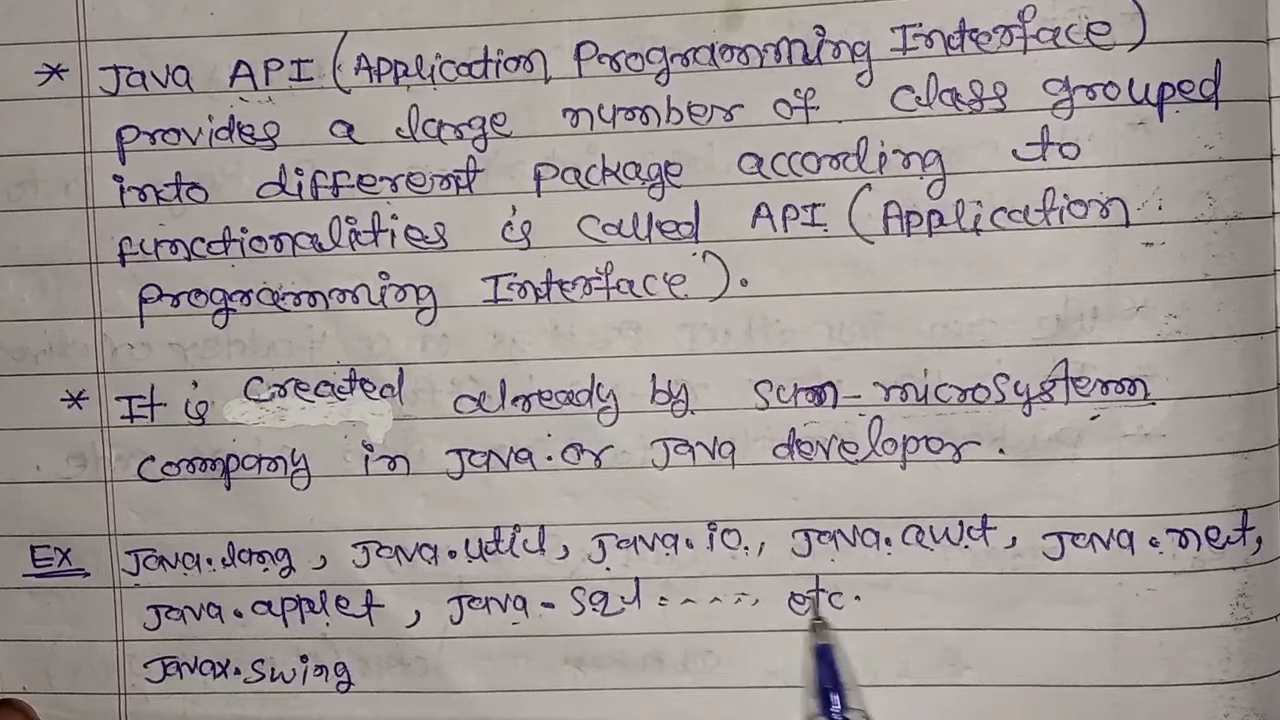 * Java API (Application Programming Interface)
provides a large number of class grouped
into different package according to
functionalities is called API (Application
Programming Interface).
* It is created already by sun-microsystem
company in Java or Java developer.
Ex Java.lang, Java.util, Java.io, Java.awt, Java.net,
Java.applet, Java-sql ..... etc.
Javax.swing